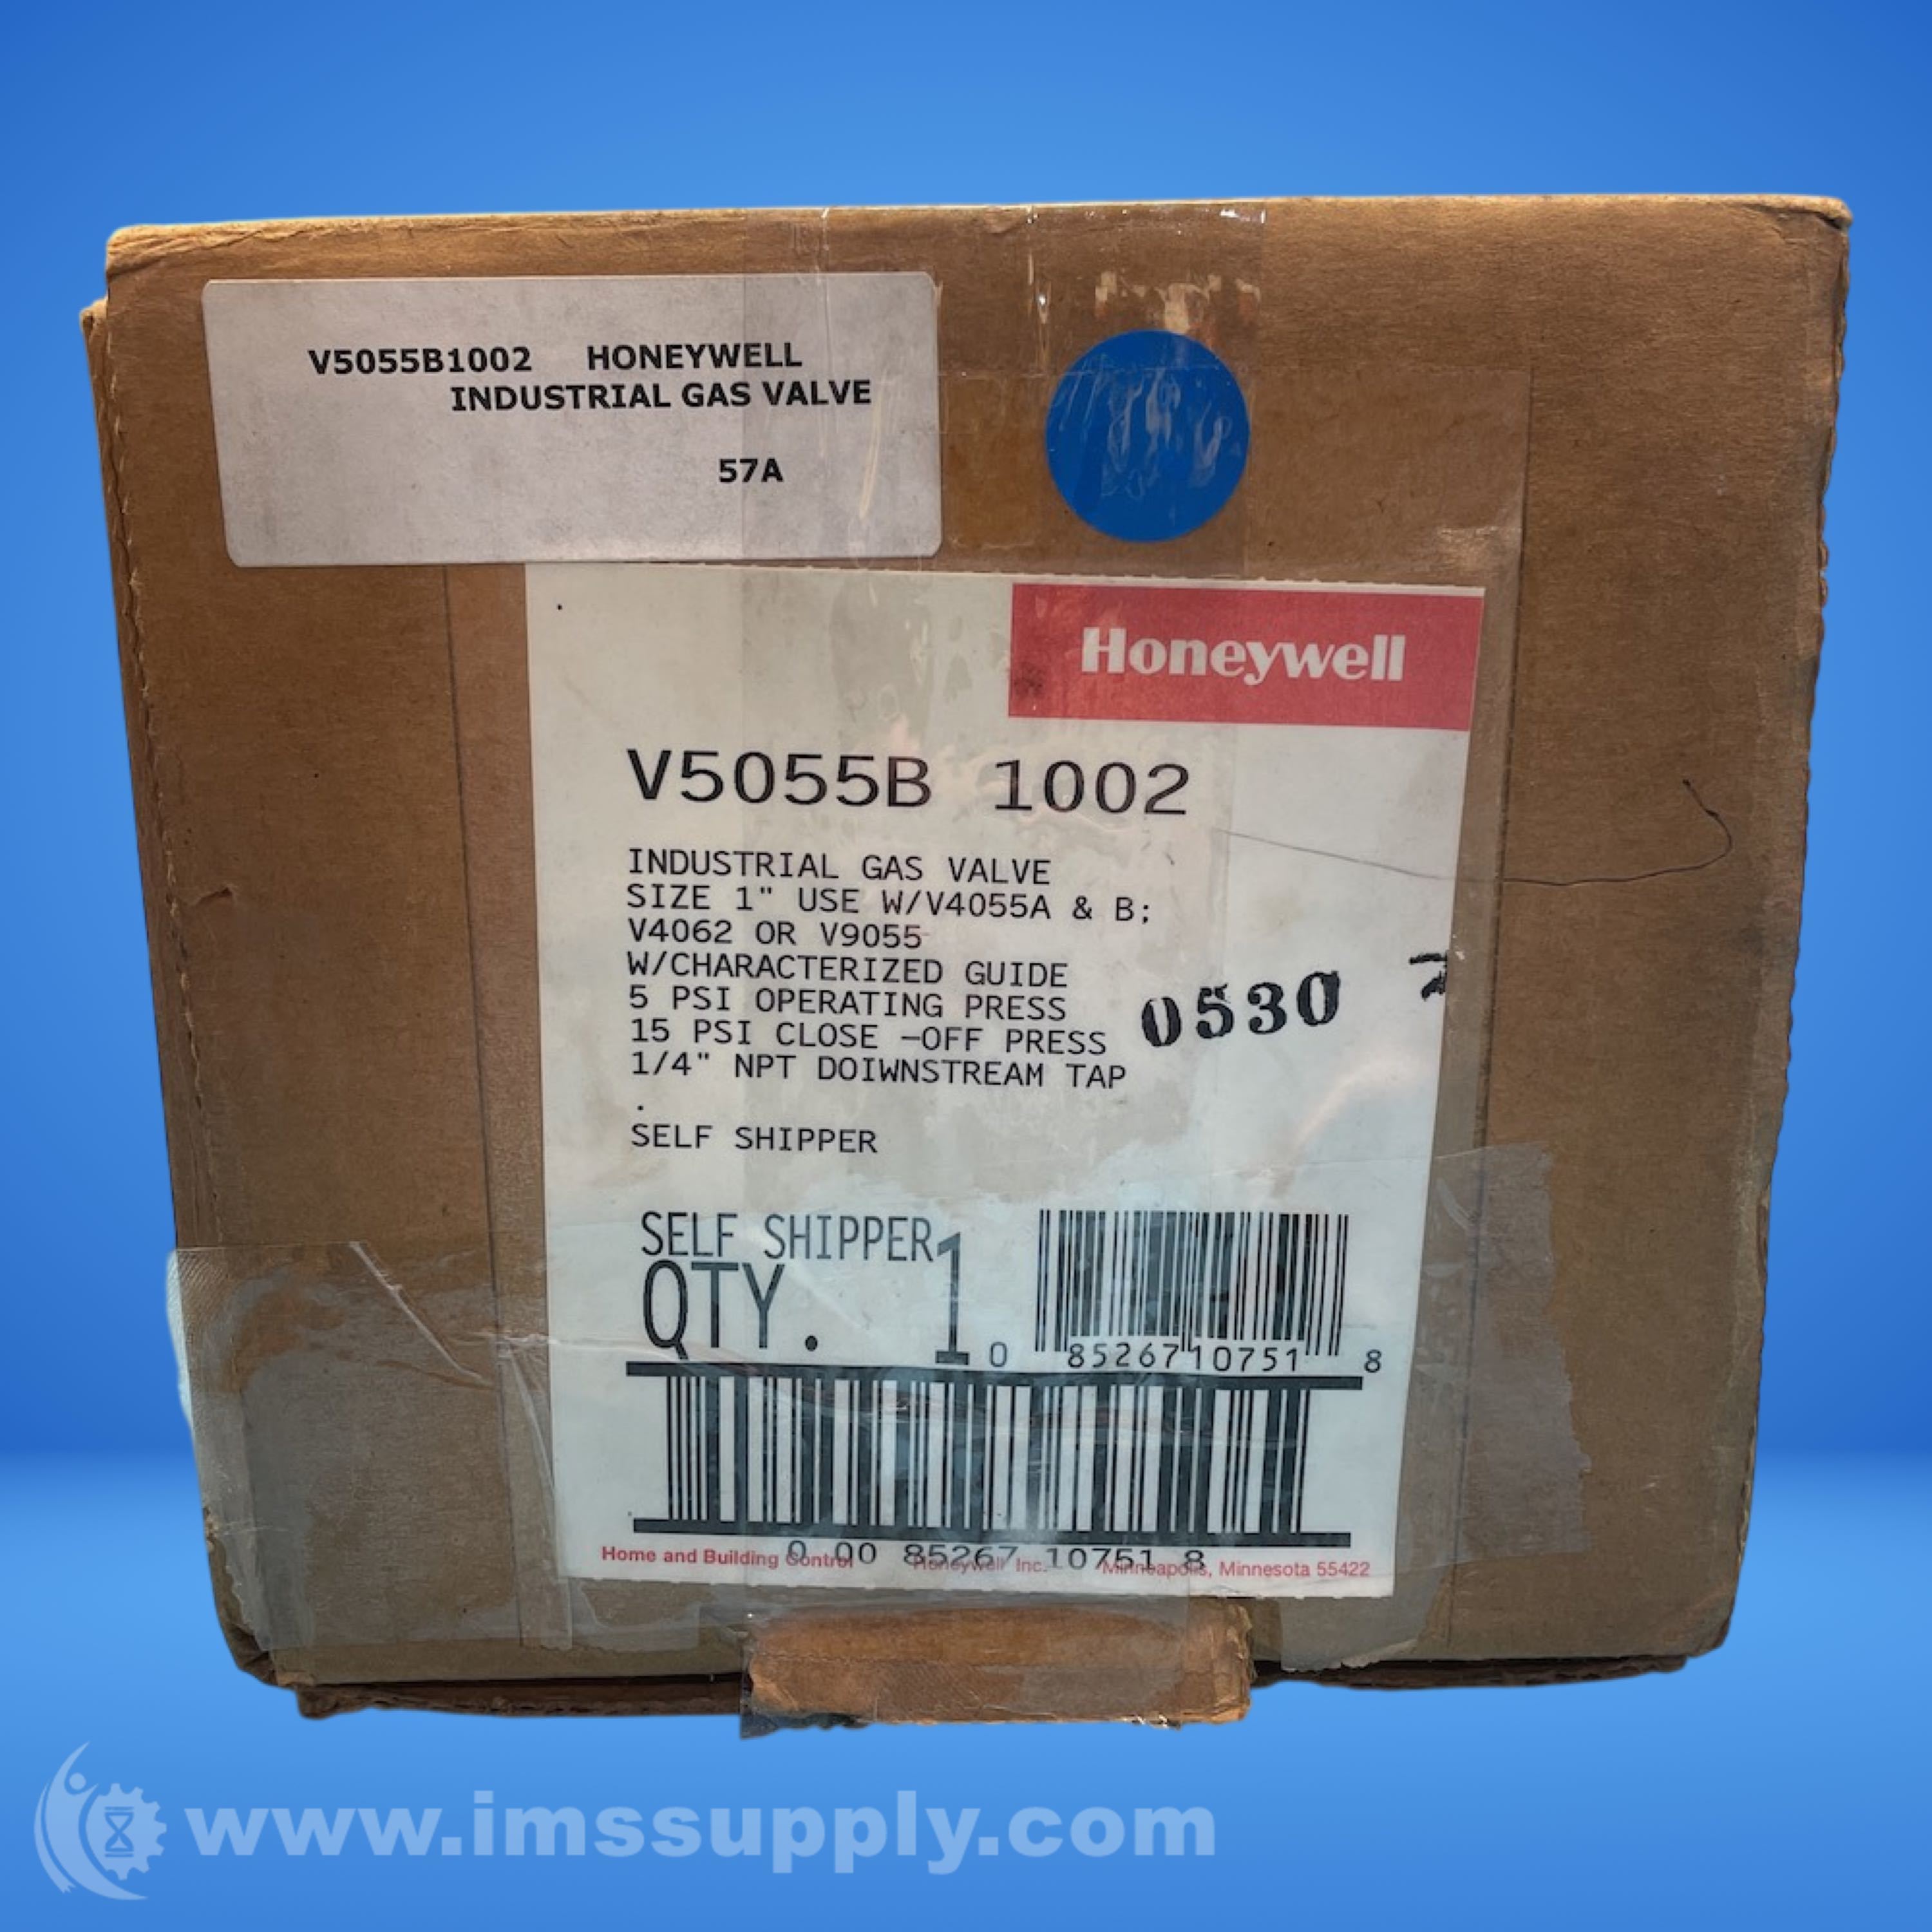 V5055B1002 HONEYWELL
INDUSTRIAL GAS VALVE
57A
Honeywell
V5055B 1002
INDUSTRIAL GAS VALVE
SIZE 1" USE W/V4055A & B;
V4062 OR V9055
W/CHARACTERIZED GUIDE
5 PSI OPERATING PRESS
15 PSI CLOSE -OFF PRESS
1/4" NPT DOIWNSTREAM TAP
.
SELF SHIPPER
0530
SELF SHIPPER
QTY. 1
0 85267 10751 8
0 00 85267 10751 8
Home and Building Control Honeywell Inc. Minneapolis, Minnesota 55422
www.imssupply.com